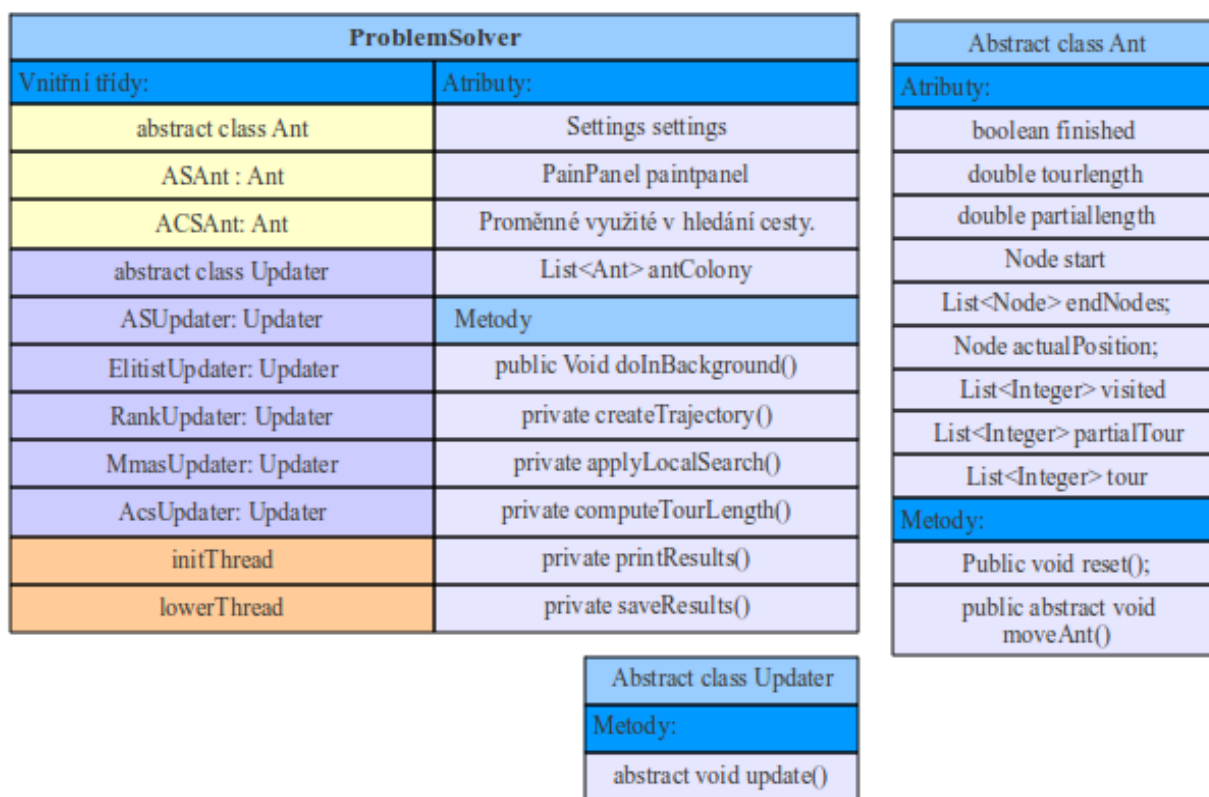 ProblemSolver
Vnitřní třídy:
abstract class Ant
ASAnt : Ant
ACSAnt: Ant
abstract class Updater
ASUpdater: Updater
ElitistUpdater: Updater
RankUpdater: Updater
MmasUpdater: Updater
AcsUpdater: Updater
initThread
lowerThread
Atributy:
Settings settings
PainPanel paintpanel
Proměnné využité v hledání cesty.
List<Ant> antColony
Metody
public Void doInBackground()
private createTrajectory()
private applyLocalSearch()
private computeTourLength()
private printResults()
private saveResults()
Abstract class Ant
Atributy:
boolean finished
double tourlength
double partiallength
Node start
List<Node> endNodes;
Node actualPosition;
List<Integer> visited
List<Integer> partialTour
List<Integer> tour
Metody:
Public void reset();
public abstract void
moveAnt()
Abstract class Updater
Metody:
abstract void update()